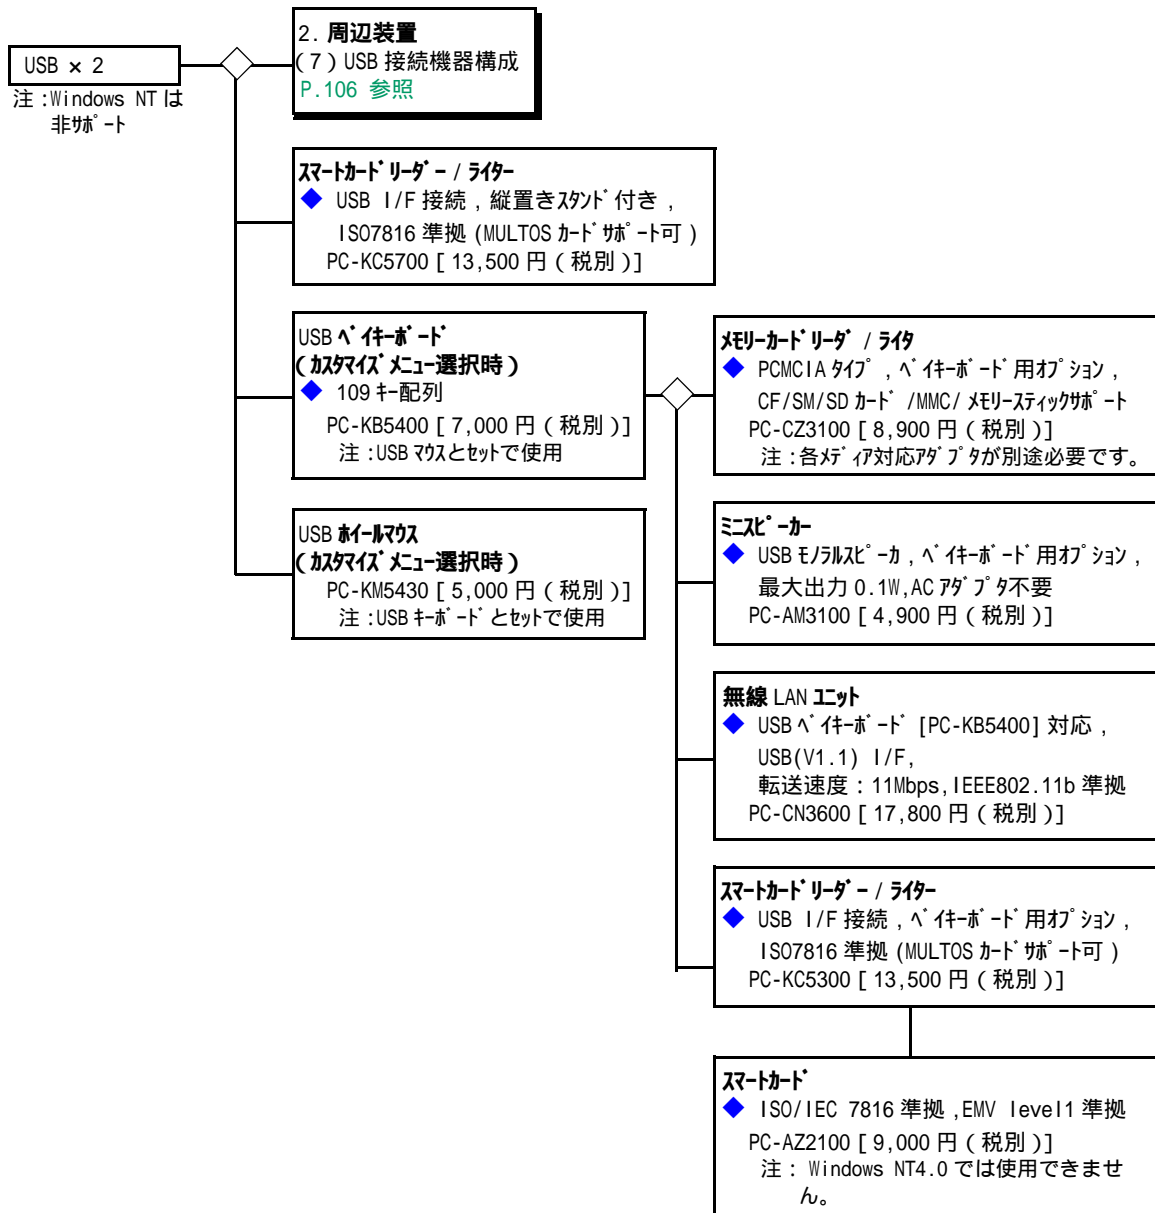 USB × 2
注:Windows NT は
非ｻﾎﾟｰﾄ
2. 周辺装置
(7) USB 接続機器構成
P.106 参照
ｽﾏｰﾄｶｰﾄﾞﾘｰﾀﾞｰ / ﾗｲﾀｰ
◆ USB I/F 接続 , 縦置きｽﾀﾝﾄﾞ付き ,
ISO7816 準拠 (MULTOS ｶｰﾄﾞｻﾎﾟｰﾄ可 )
PC-KC5700 [ 13,500 円 ( 税別 )]
USB ﾍﾞｲｷｰﾎﾞｰﾄﾞ
( ｶｽﾀﾏｲｽﾞﾒﾆｭｰ選択時 )
◆ 109 ｷｰ配列
PC-KB5400 [ 7,000 円 ( 税別 )]
注 :USB ﾏｳｽとｾｯﾄで使用
USB ﾎｲｰﾙﾏｳｽ
( ｶｽﾀﾏｲｽﾞﾒﾆｭｰ選択時 )
PC-KM5430 [ 5,000 円 ( 税別 )]
注 :USB ｷｰﾎﾞｰﾄﾞとｾｯﾄで使用
ﾒﾓﾘｰｶｰﾄﾞﾘｰﾀﾞ / ﾗｲﾀ
◆ PCMCIA ﾀｲﾌﾟ , ﾍﾞｲｷｰﾎﾞｰﾄﾞ用ｵﾌﾟｼｮﾝ ,
CF/SM/SD ｶｰﾄﾞ /MMC/ ﾒﾓﾘｰｽﾃｨｯｸｻﾎﾟｰﾄ
PC-CZ3100 [ 8,900 円 ( 税別 )]
注 :各ﾒﾃﾞｨｱ対応ｱﾀﾞﾌﾟﾀが別途必要です。
ﾐﾆｽﾋﾟｰｶｰ
◆ USB ﾓﾉﾗﾙｽﾋﾟｰｶ , ﾍﾞｲｷｰﾎﾞｰﾄﾞ用ｵﾌﾟｼｮﾝ ,
最大出力 0.1W,AC ｱﾀﾞﾌﾟﾀ不要
PC-AM3100 [ 4,900 円 ( 税別 )]
無線 LAN ﾕﾆｯﾄ
◆ USB ﾍﾞｲｷｰﾎﾞｰﾄﾞ [PC-KB5400] 対応 ,
USB(V1.1) I/F,
転送速度 : 11Mbps,IEEE802.11b 準拠
PC-CN3600 [ 17,800 円 ( 税別 )]
ｽﾏｰﾄｶｰﾄﾞﾘｰﾀﾞｰ / ﾗｲﾀｰ
◆ USB I/F 接続 , ﾍﾞｲｷｰﾎﾞｰﾄﾞ用ｵﾌﾟｼｮﾝ ,
ISO7816 準拠 (MULTOS ｶｰﾄﾞｻﾎﾟｰﾄ可 )
PC-KC5300 [ 13,500 円 ( 税別 )]
ｽﾏｰﾄｶｰﾄﾞ
◆ ISO/IEC 7816 準拠 ,EMV level1 準拠
PC-AZ2100 [ 9,000 円 ( 税別 )]
注 : Windows NT4.0 では使用できませ
ん。